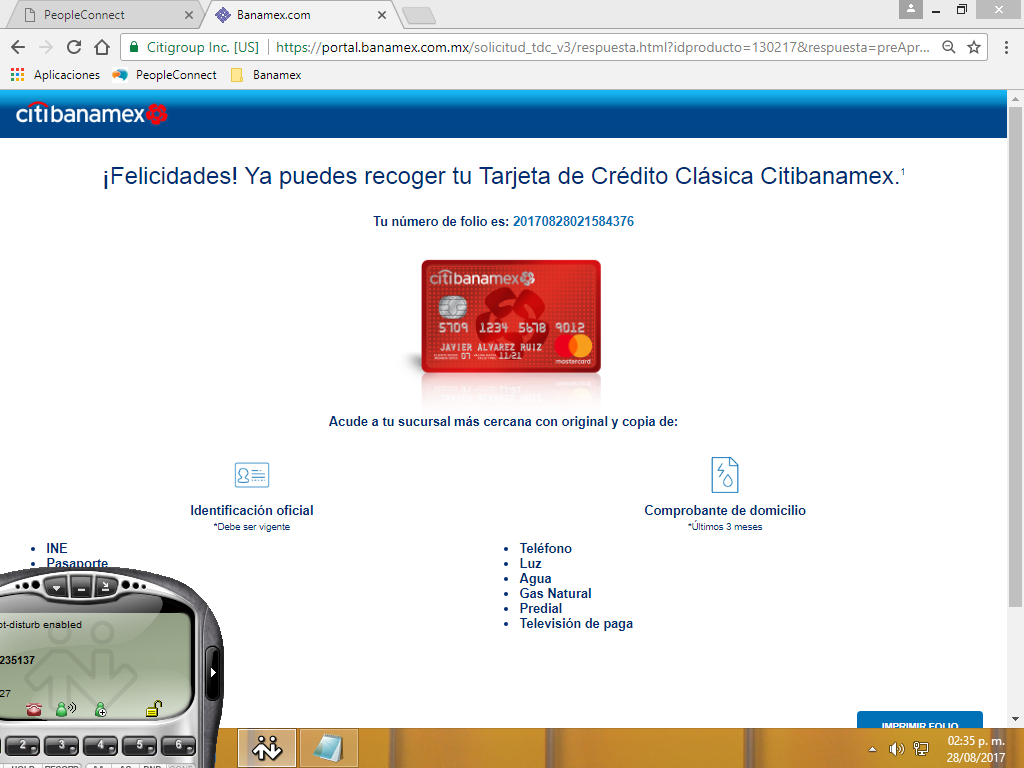 PeopleConnect
Banamex.com
Citigroup Inc. [US]
https://portal.banamex.com.mx/solicitud_tdc_v3/respuesta.html?idproducto=130217&respuesta=preApr...
Aplicaciones
PeopleConnect
Banamex
citibanamex
¡Felicidades! Ya puedes recoger tu Tarjeta de Crédito Clásica Citibanamex.1
Tu número de folio es: 20170828021584376
citibanamex
5709 1234 5678 9012
JAVIER ALVAREZ RUIZ
07 11/21
mastercard
Acude a tu sucursal más cercana con original y copia de:
Identificación oficial
*Debe ser vigente
• INE
• Pasaporte
Comprobante de domicilio
*Últimos 3 meses
• Teléfono
• Luz
• Agua
• Gas Natural
• Predial
• Televisión de paga
ot-disturb enabled
235137
27
2 3 4 5 6
IMPRIMIR FOLIO
02:35 p. m.
28/08/2017